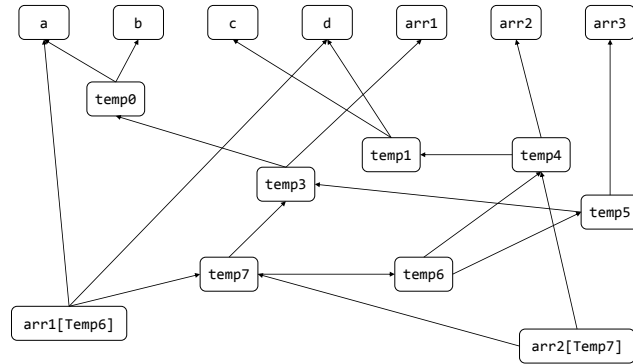 a
b
c
d
arr1
arr2
arr3
temp0
temp1
temp4
temp3
temp5
temp7
temp6
arr1[Temp6]
arr2[Temp7]